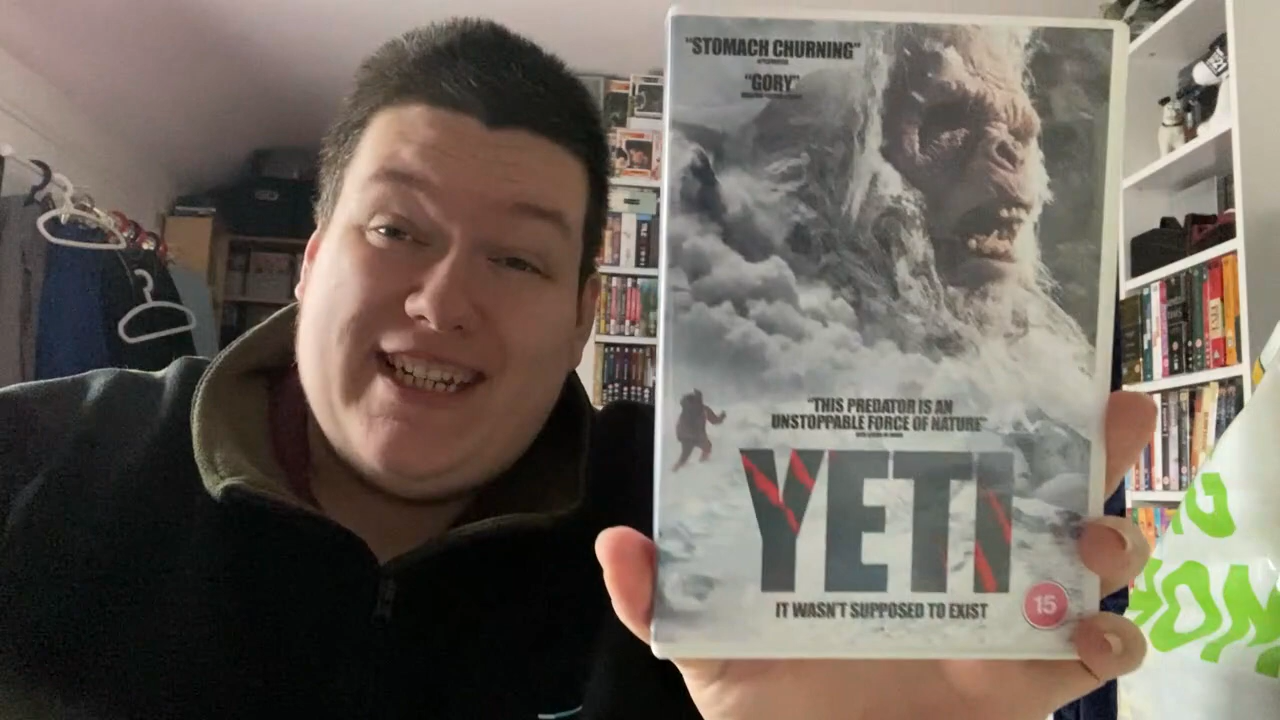 "STOMACH CHURNING"
"GORY"
"THIS PREDATOR IS AN
UNSTOPPABLE FORCE OF NATURE"
YETI
IT WASN'T SUPPOSED TO EXIST
15